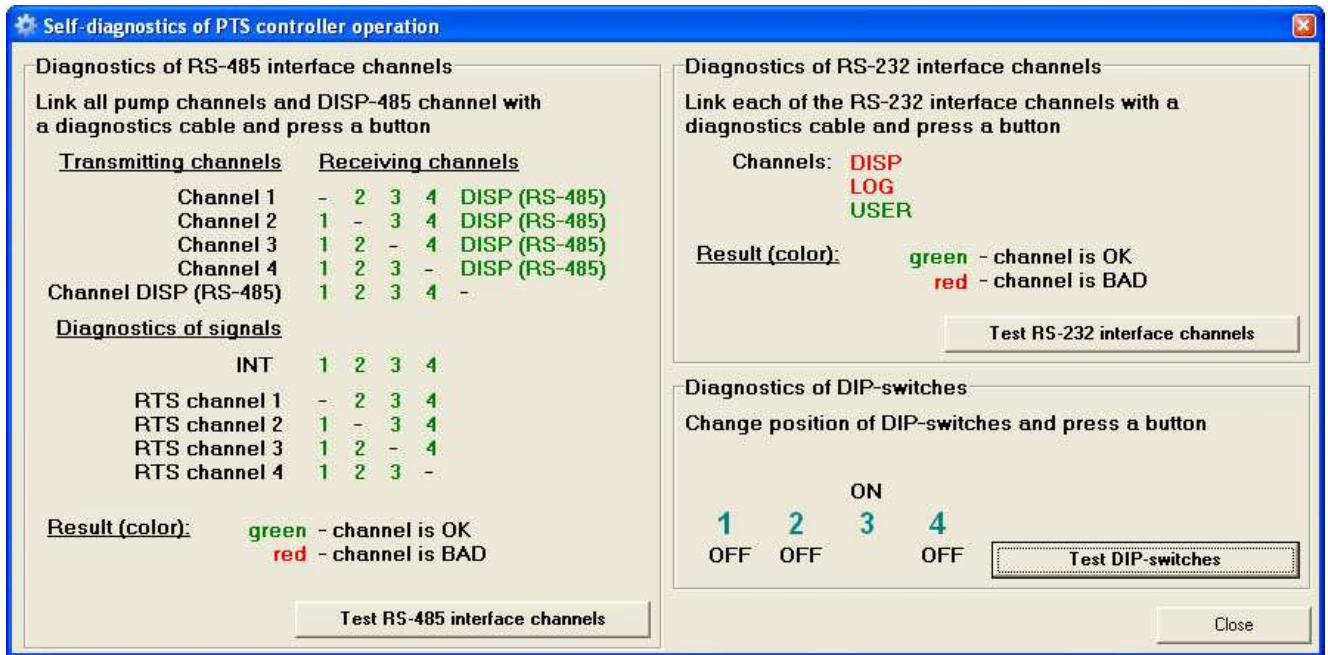 Self-diagnostics of PTS controller operation
Diagnostics of RS-485 interface channels
Link all pump channels and DISP-485 channel with
a diagnostics cable and press a button
Transmitting channels Receiving channels
Channel 1 - 2 3 4 DISP (RS-485)
Channel 2 1 - 3 4 DISP (RS-485)
Channel 3 1 2 - 4 DISP (RS-485)
Channel 4 1 2 3 - DISP (RS-485)
Channel DISP (RS-485) 1 2 3 4 -
Diagnostics of signals
INT 1 2 3 4
RTS channel 1 - 2 3 4
RTS channel 2 1 - 3 4
RTS channel 3 1 2 - 4
RTS channel 4 1 2 3 -
Result (color): green - channel is OK
red - channel is BAD
Test RS-485 interface channels
Diagnostics of RS-232 interface channels
Link each of the RS-232 interface channels with a
diagnostics cable and press a button
Channels: DISP
LOG
USER
Result (color): green - channel is OK
red - channel is BAD
Test RS-232 interface channels
Diagnostics of DIP-switches
Change position of DIP-switches and press a button
ON
1 2 3 4
OFF OFF OFF
Test DIP-switches
Close